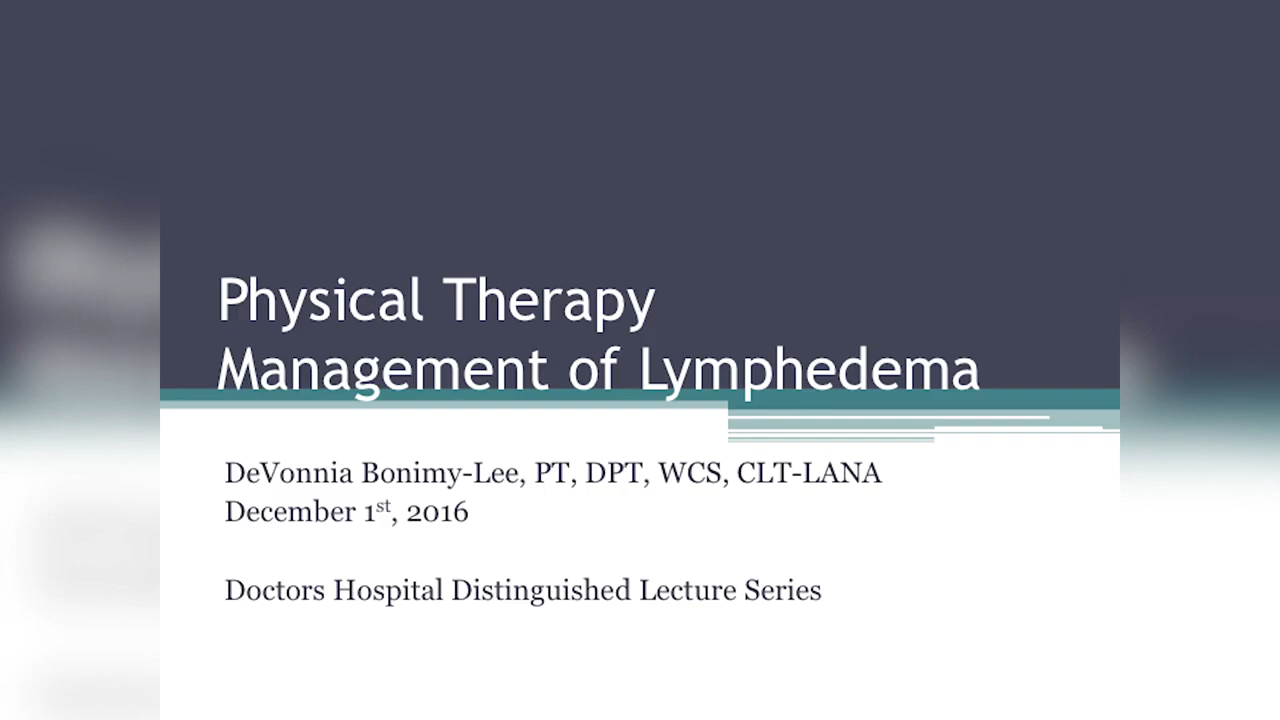 Physical Therapy
Management of Lymphedema
DeVonnia Bonimy-Lee, PT, DPT, WCS, CLT-LANA
December 1st, 2016
Doctors Hospital Distinguished Lecture Series